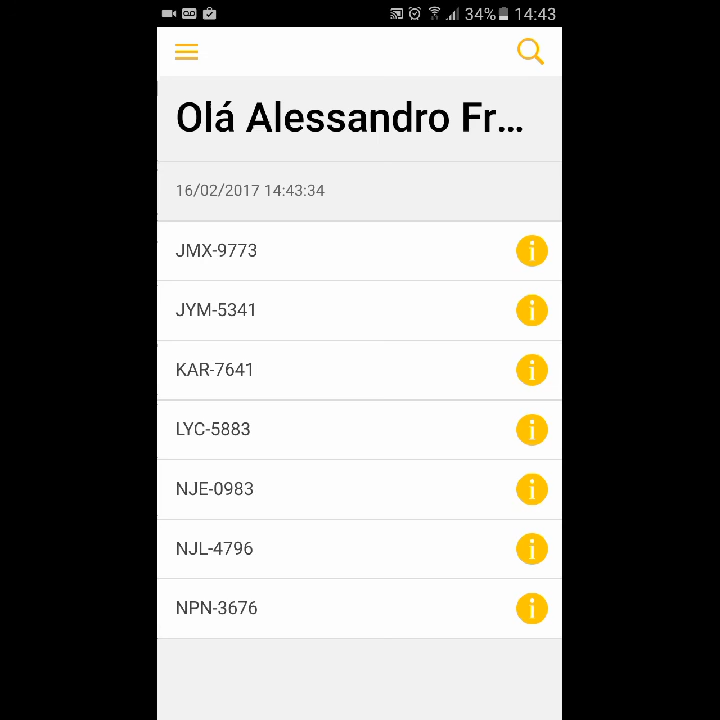 34% 14:43
Olá Alessandro Fr...
16/02/2017 14:43:34
JMX-9773
JYM-5341
KAR-7641
LYC-5883
NJE-0983
NJL-4796
NPN-3676